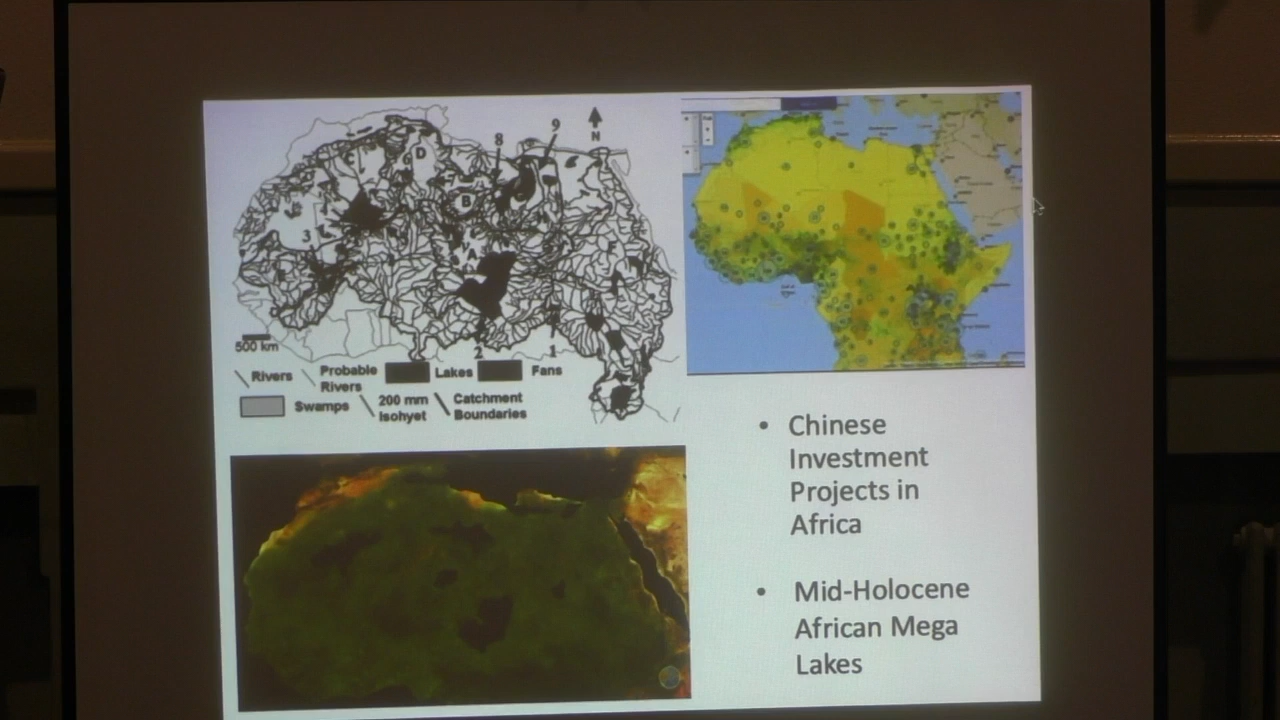 N
D
8
9
B
3
A
500 km
2
1
Rivers
Probable
Rivers
Lakes
Fans
Swamps
200 mm
Isohyet
Catchment
Boundaries
• Chinese
Investment
Projects in
Africa
• Mid-Holocene
African Mega
Lakes